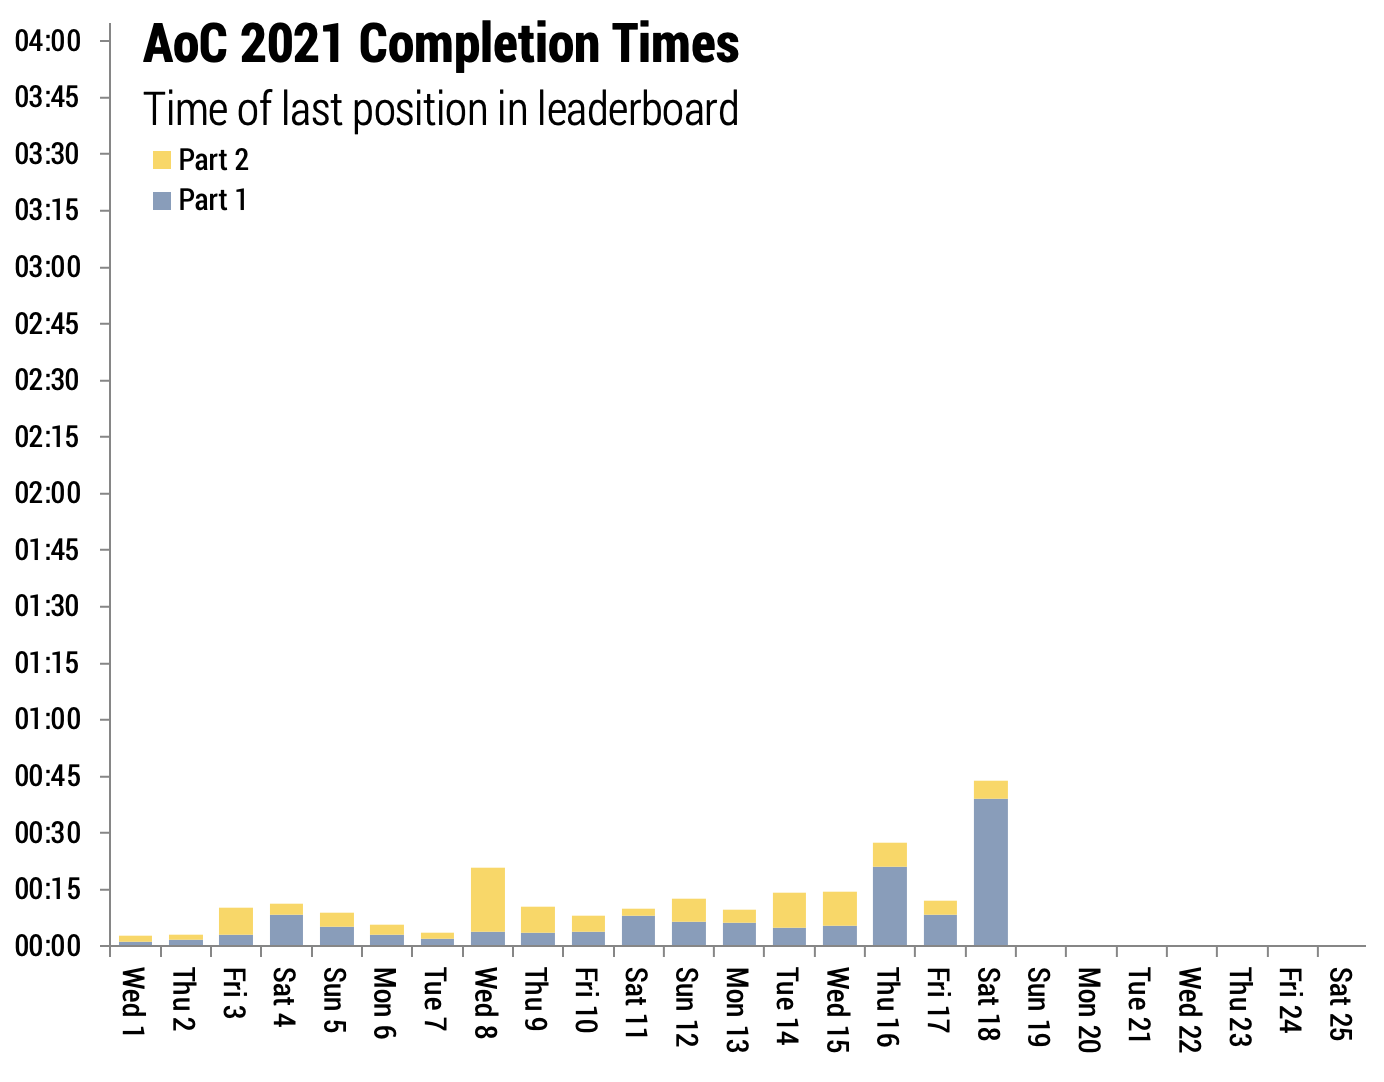 AoC 2021 Completion Times
Time of last position in leaderboard
Part 2
Part 1
04:00
03:45
03:30
03:15
03:00
02:45
02:30
02:15
02:00
01:45
01:30
01:15
01:00
00:45
00:30
00:15
00:00
Wed 1
Thu 2
Fri 3
Sat 4
Sun 5
Mon 6
Tue 7
Wed 8
Thu 9
Fri 10
Sat 11
Sun 12
Mon 13
Tue 14
Wed 15
Thu 16
Fri 17
Sat 18
Sun 19
Mon 20
Tue 21
Wed 22
Thu 23
Fri 24
Sat 25